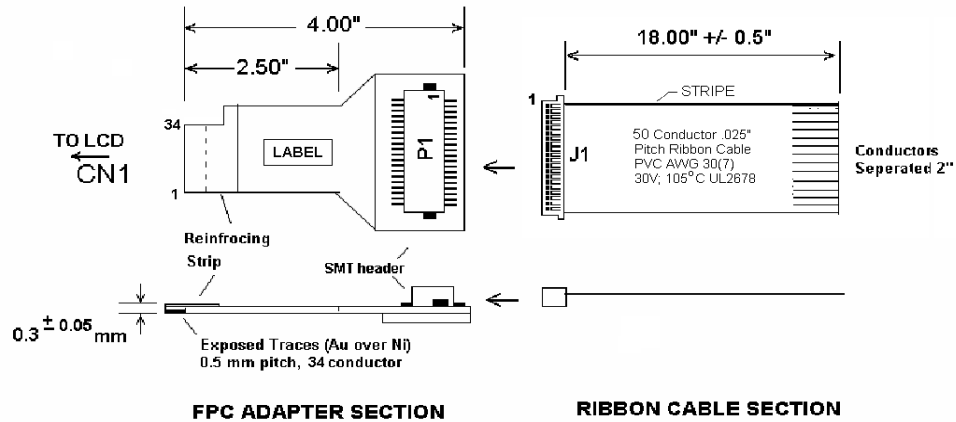 4.00"
2.50"
34
TO LCD
CN1
1
LABEL
P1
1
Reinfrocing
Strip
SMT header
0.3 ± 0.05 mm
Exposed Traces (Au over Ni)
0.5 mm pitch, 34 conductor
FPC ADAPTER SECTION
18.00" +/- 0.5"
1
STRIPE
J1
50 Conductor .025"
Pitch Ribbon Cable
PVC AWG 30(7)
30V; 105°C UL2678
Conductors
Seperated 2"
RIBBON CABLE SECTION